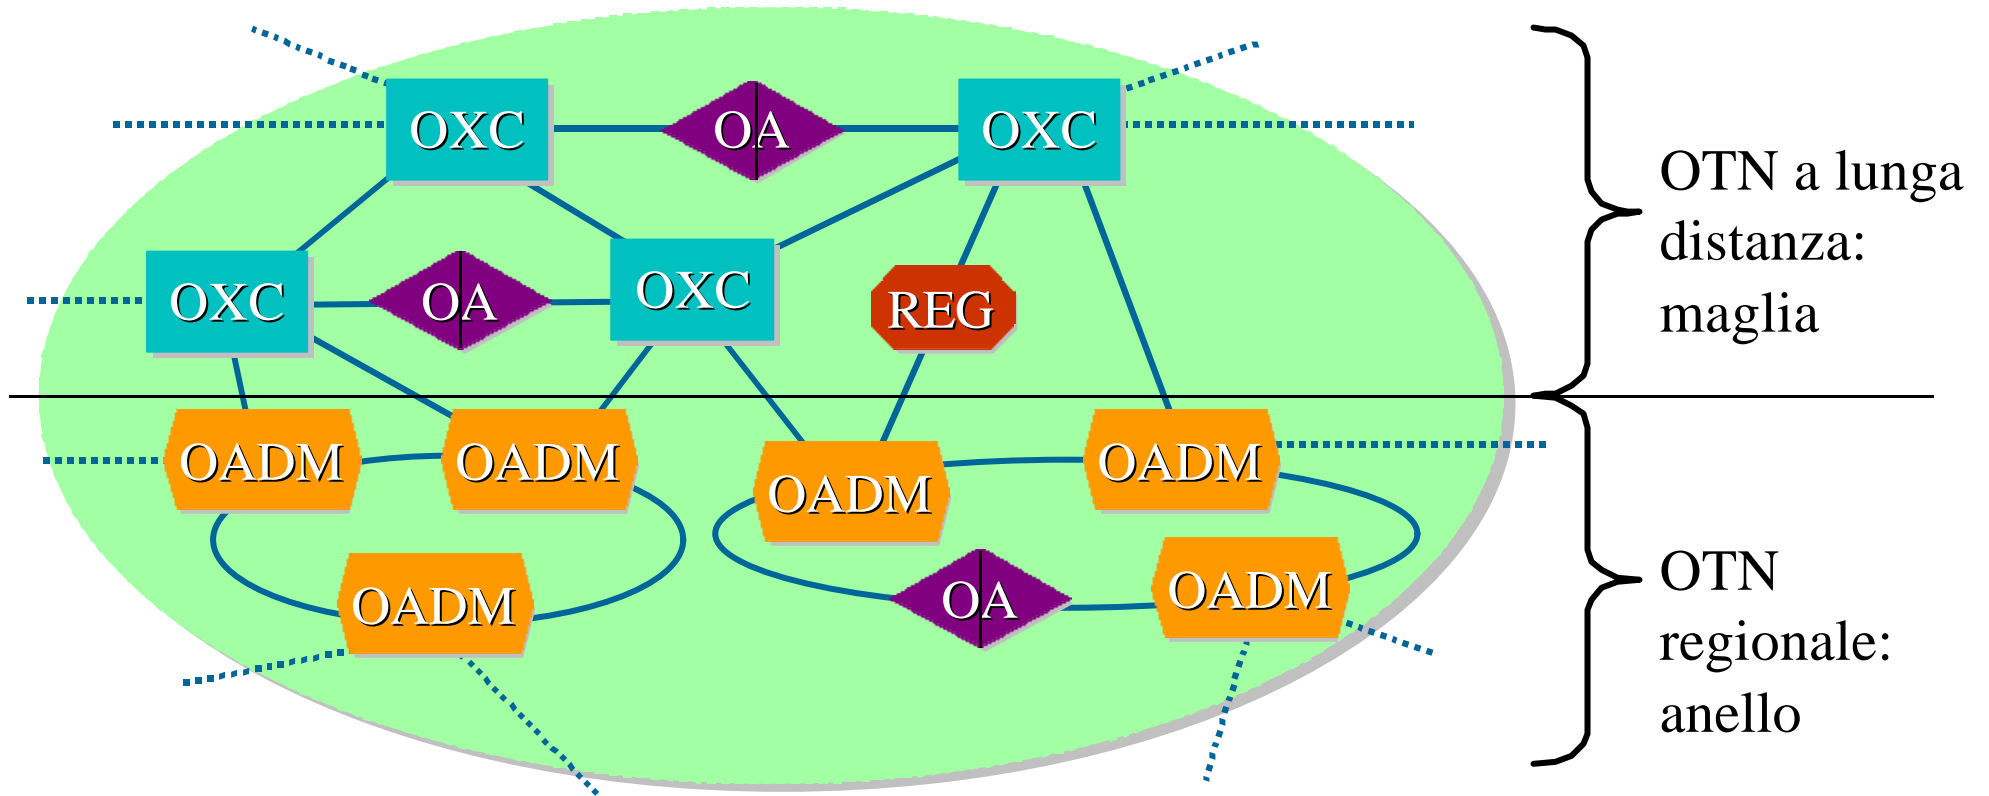 OXC
OA
OXC
OXC
OA
OXC
REG
OADM
OADM
OADM
OADM
OADM
OA
OADM
OTN a lunga
distanza:
maglia
OTN
regionale:
anello